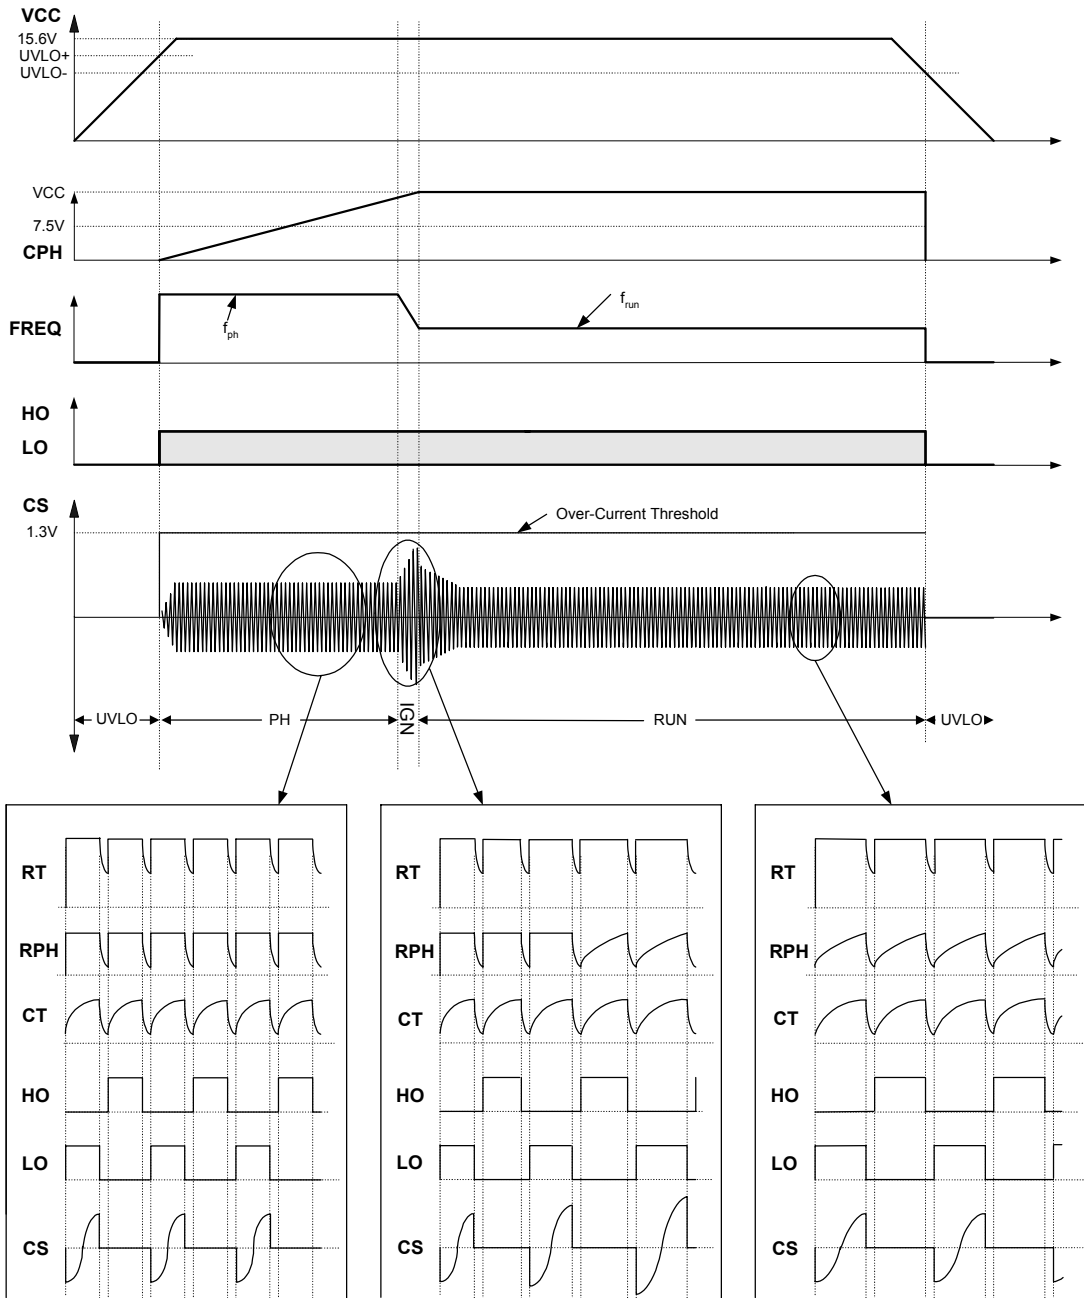 VCC
15.6V
UVLO+
UVLO-
VCC
7.5V
CPH
FREQ
fph
frun
HO
LO
CS
1.3V
Over-Current Threshold
UVLO
PH
IGN
RUN
UVLO
RT
RPH
CT
HO
LO
CS
RT
RPH
CT
HO
LO
CS
RT
RPH
CT
HO
LO
CS